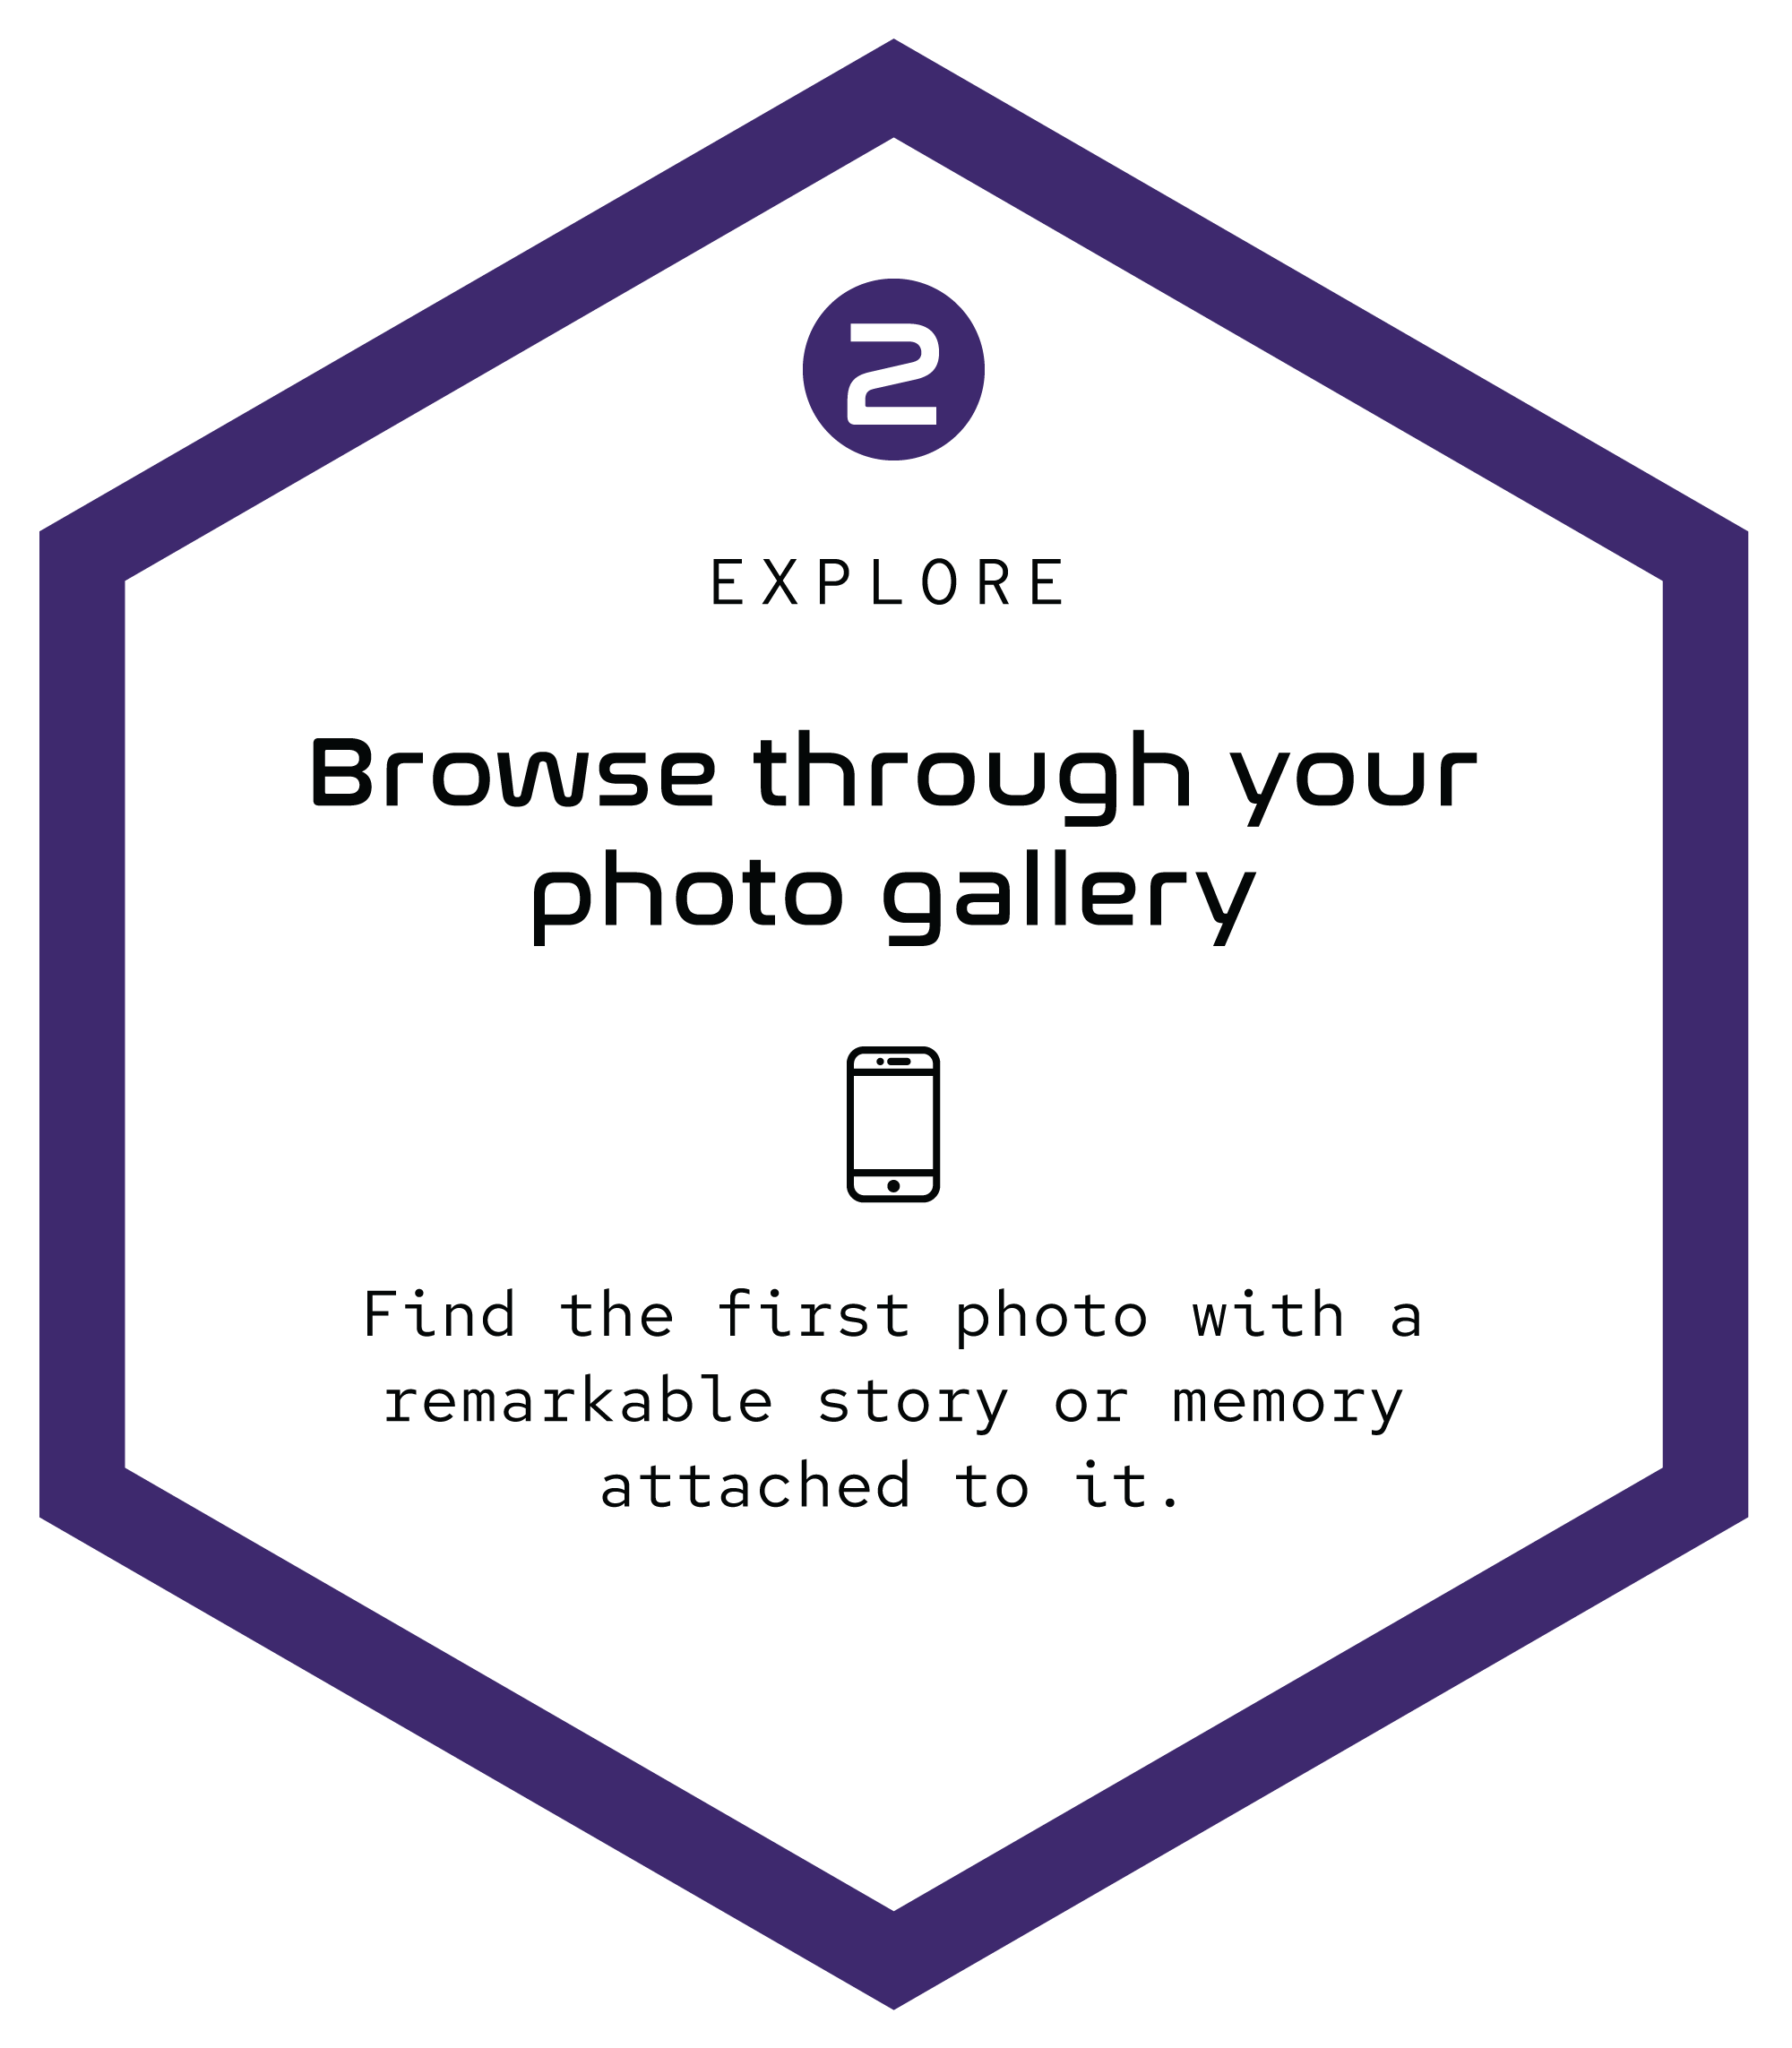 2
EXPLORE
Browse through your
photo gallery
Find the first photo with a
remarkable story or memory
attached to it.